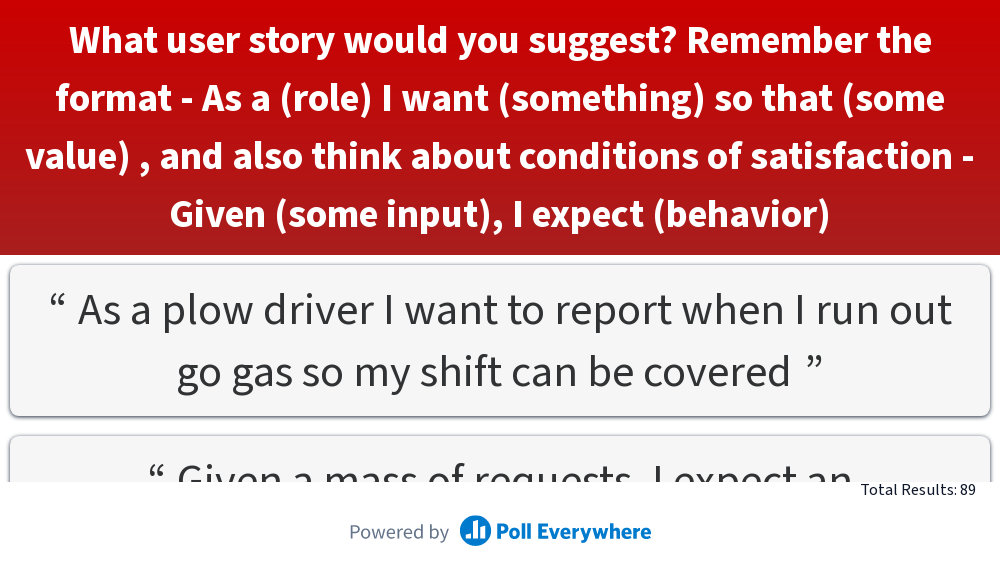 What user story would you suggest? Remember the
format - As a (role) I want (something) so that (some
value) , and also think about conditions of satisfaction -
Given (some input), I expect (behavior)
“ As a plow driver I want to report when I run out
go gas so my shift can be covered ”
“ Given a mass of requests, I expect an
Total Results: 89
Powered by Poll Everywhere